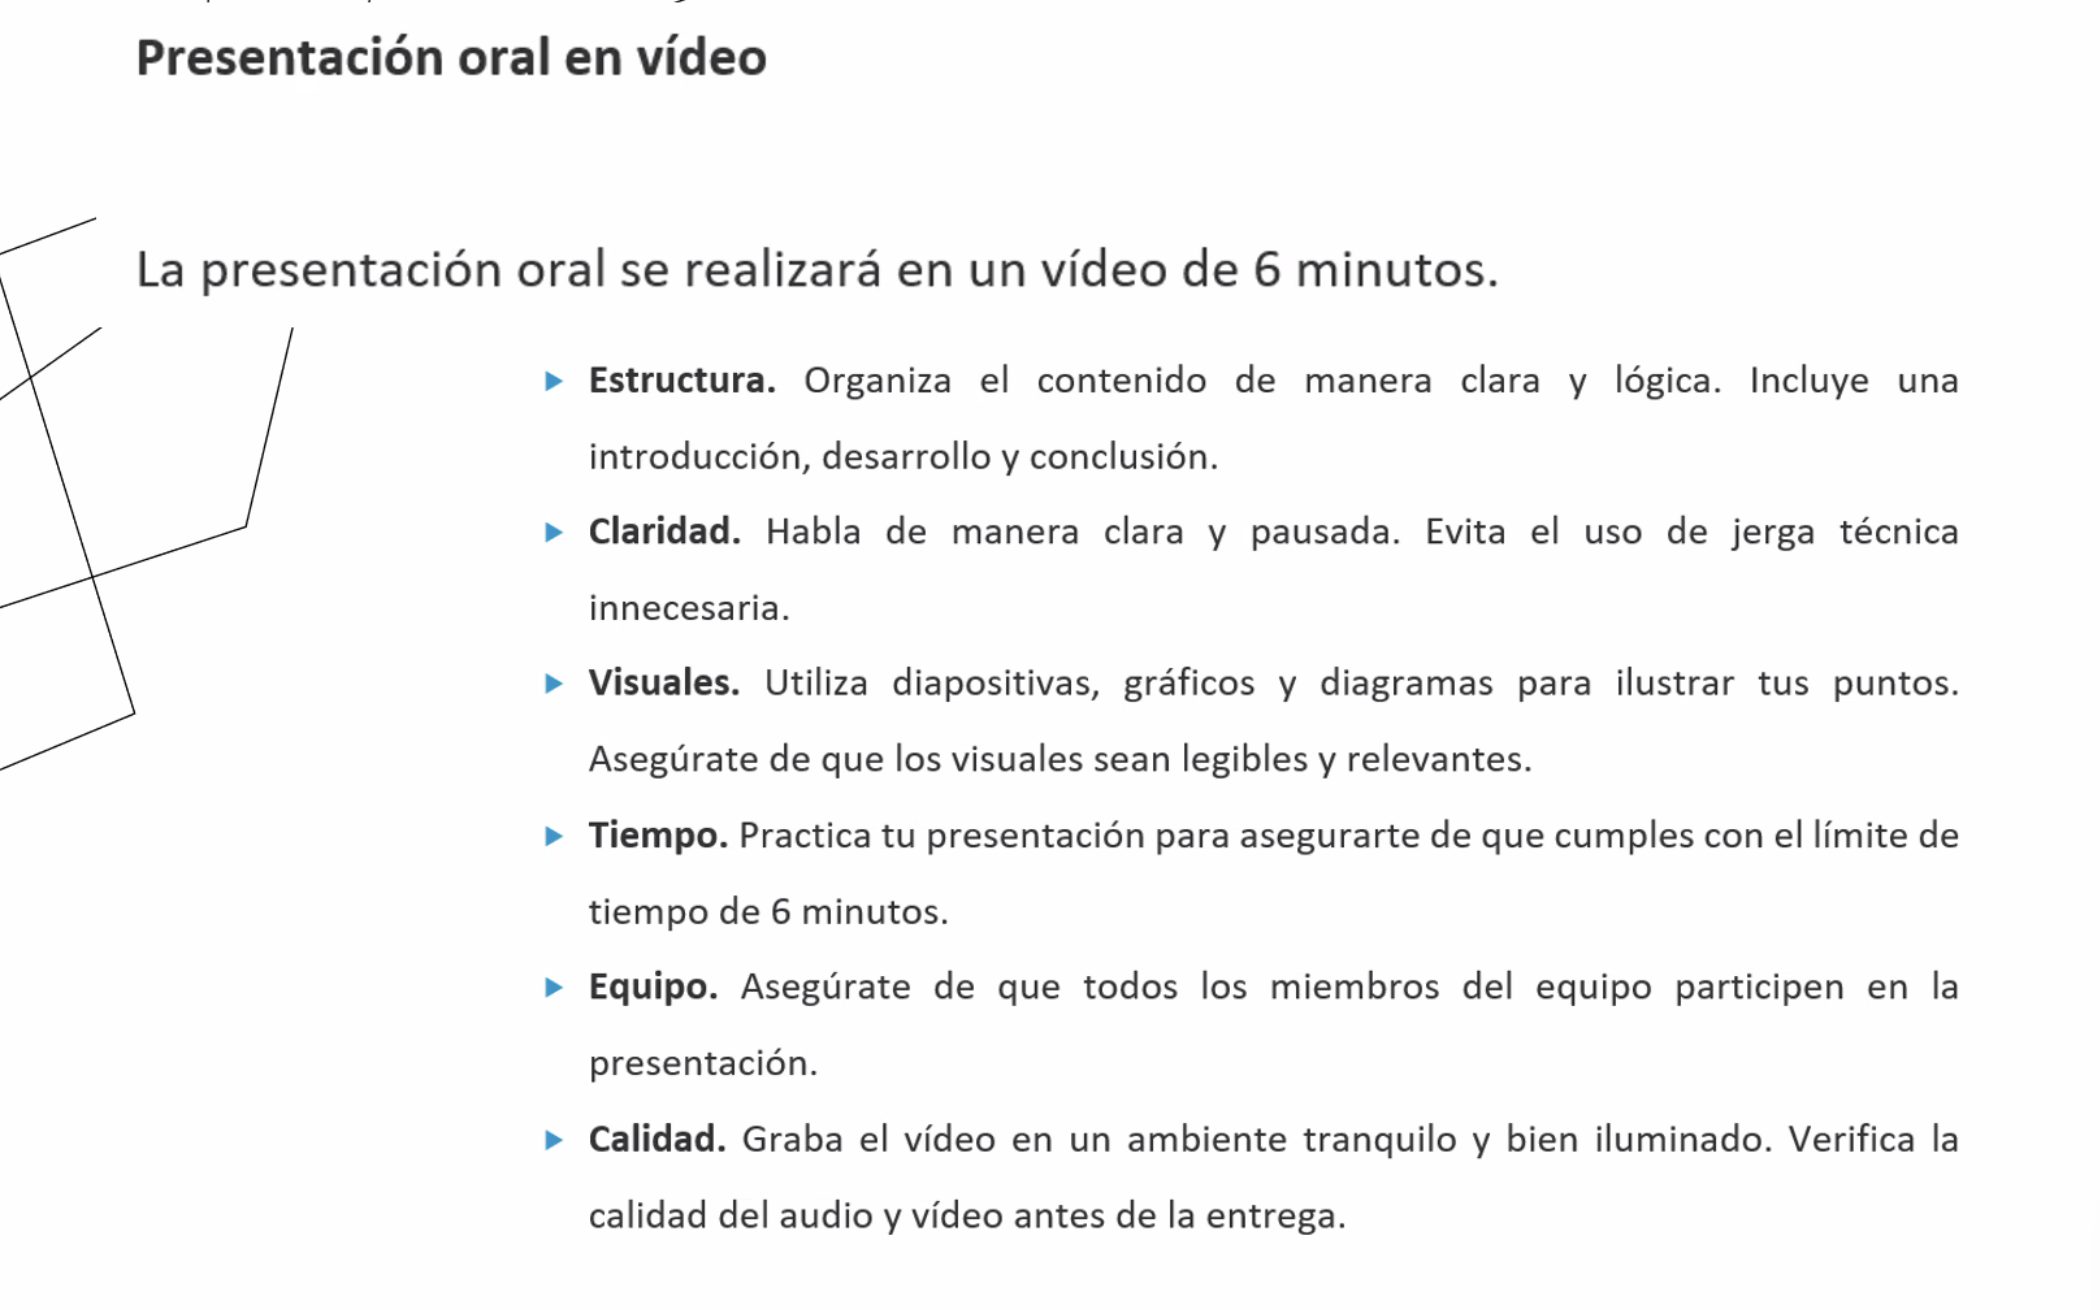 Presentación oral en vídeo
La presentación oral se realizará en un vídeo de 6 minutos.
Estructura. Organiza el contenido de manera clara y lógica. Incluye una
introducción, desarrollo y conclusión.
Claridad. Habla de manera clara y pausada. Evita el uso de jerga técnica
innecesaria.
Visuales. Utiliza diapositivas, gráficos y diagramas para ilustrar tus puntos.
Asegúrate de que los visuales sean legibles y relevantes.
Tiempo. Practica tu presentación para asegurarte de que cumples con el límite de
tiempo de 6 minutos.
Equipo. Asegúrate de que todos los miembros del equipo participen en la
presentación.
Calidad. Graba el vídeo en un ambiente tranquilo y bien iluminado. Verifica la
calidad del audio y vídeo antes de la entrega.